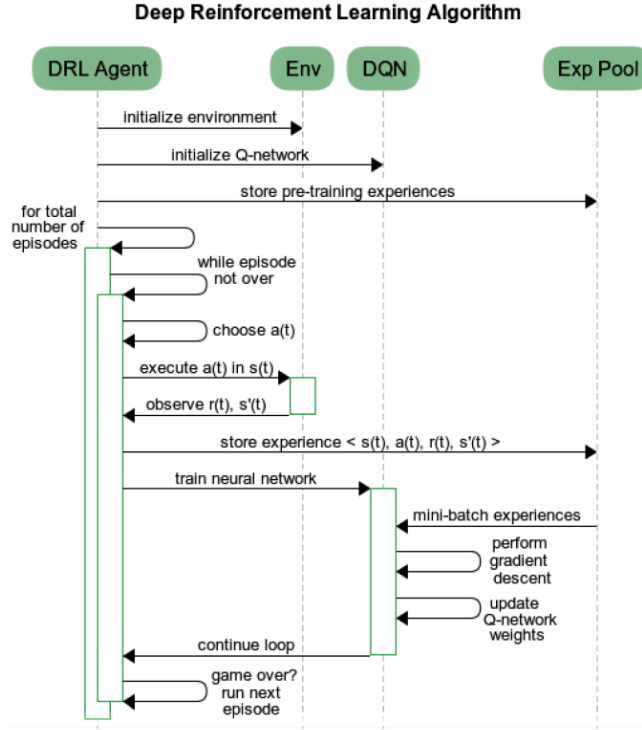 Deep Reinforcement Learning Algorithm
DRL Agent
Env
DQN
Exp Pool
initialize environment
initialize Q-network
store pre-training experiences
for total
number of
episodes
while episode
not over
choose a(t)
execute a(t) in s(t)
observe r(t), s'(t)
store experience < s(t), a(t), r(t), s'(t) >
train neural network
mini-batch experiences
perform
gradient
descent
update
Q-network
weights
continue loop
game over?
run next
episode